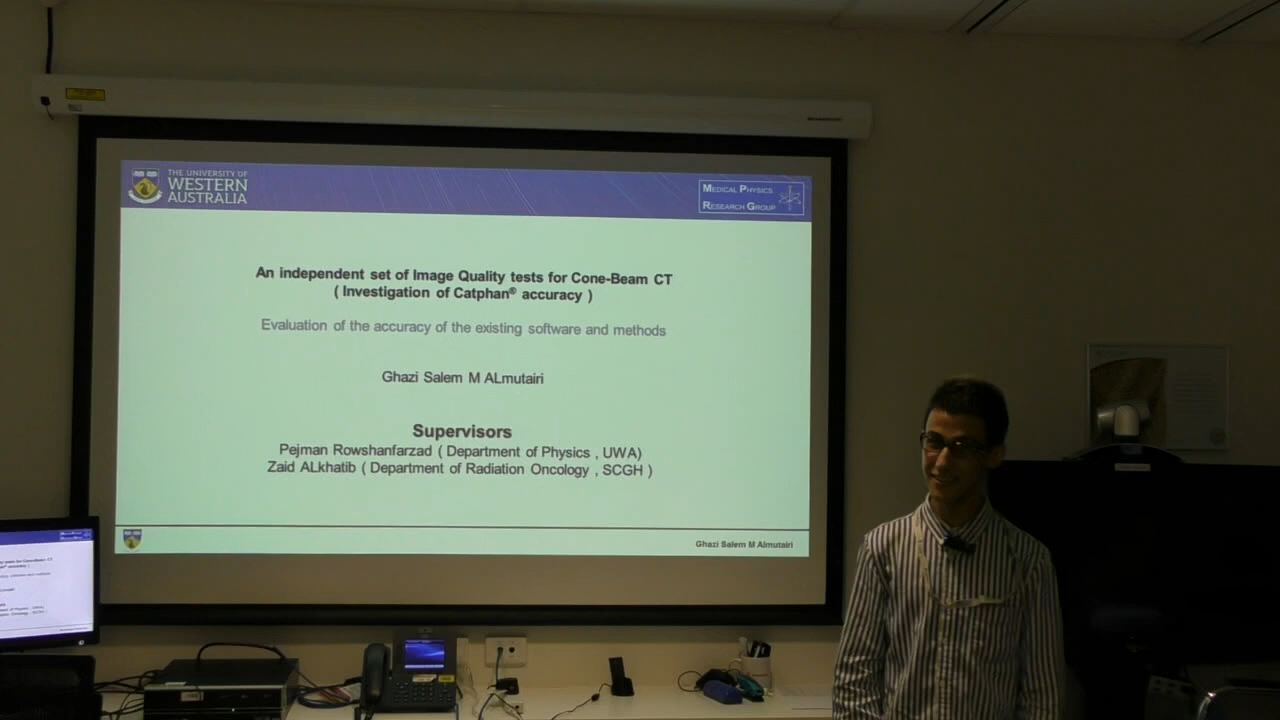 THE UNIVERSITY OF
WESTERN
AUSTRALIA
MEDICAL PHYSICS
RESEARCH GROUP
An independent set of Image Quality tests for Cone-Beam CT
( Investigation of Catphan® accuracy )
Evaluation of the accuracy of the existing software and methods
Ghazi Salem M ALmutairi
Supervisors
Pejman Rowshanfarzad ( Department of Physics , UWA)
Zaid ALkhatib ( Department of Radiation Oncology , SCGH )
Ghazi Salem M Almutairi